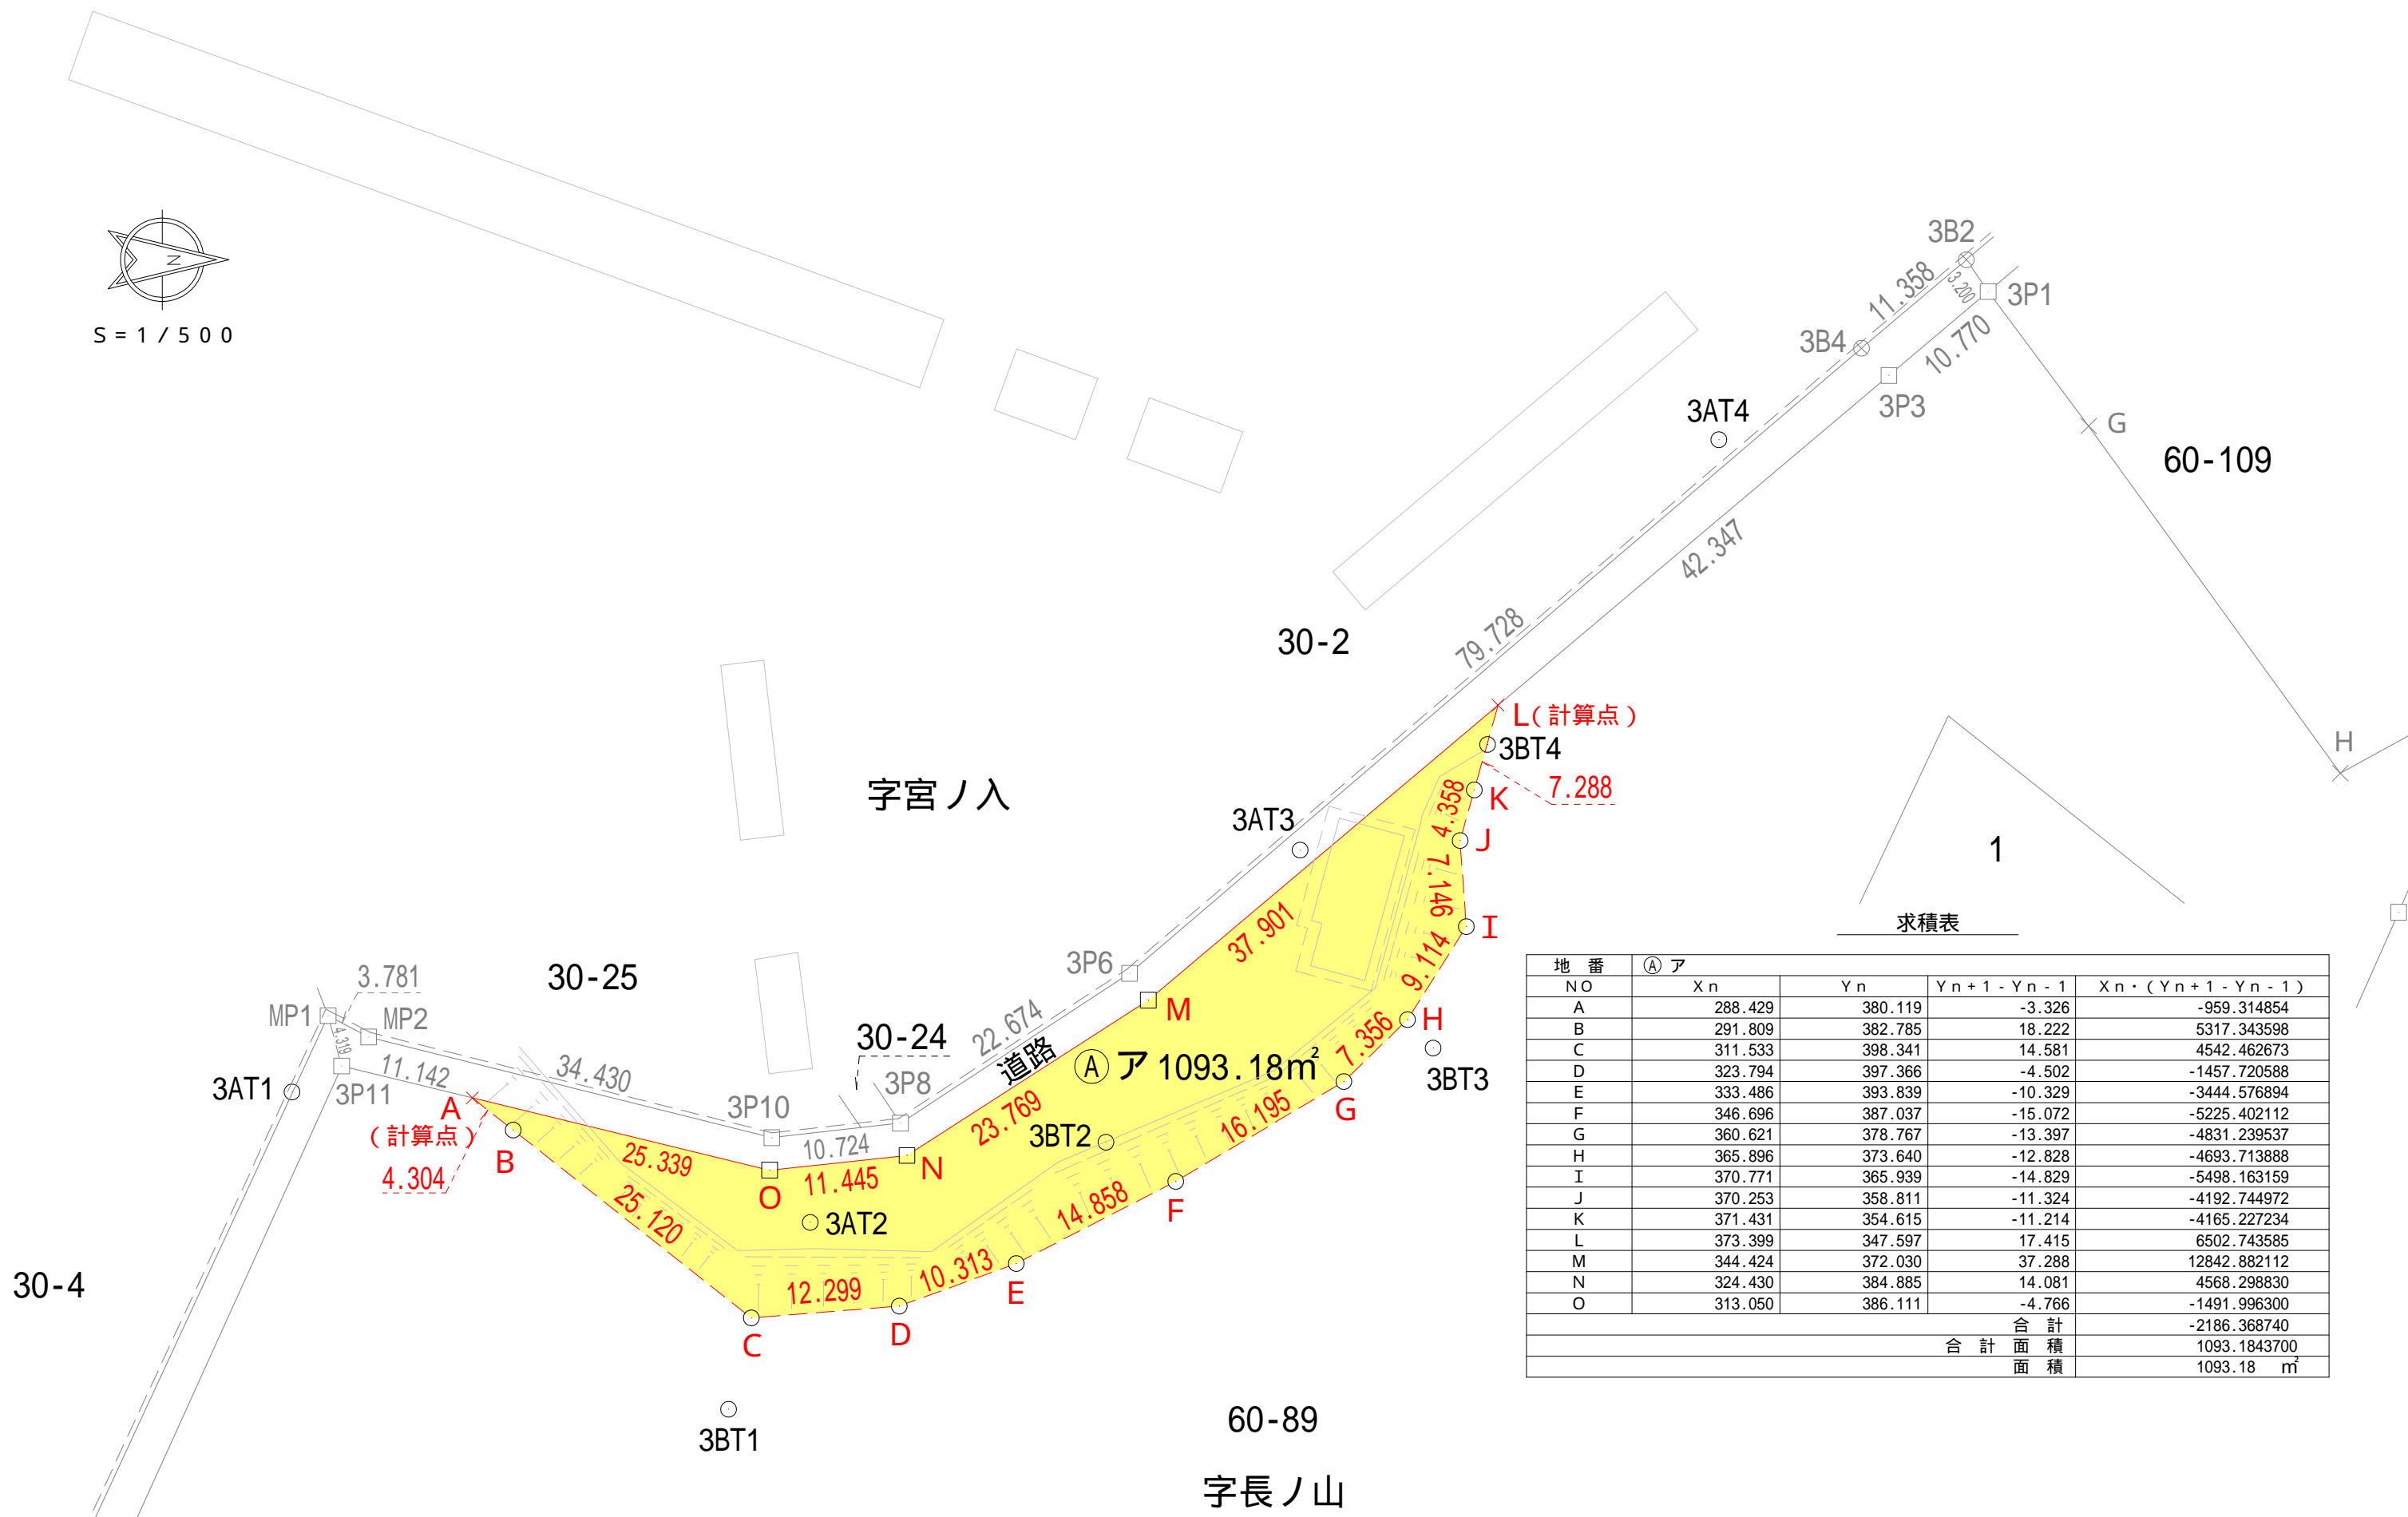 3B2
11.358
3.200
3P1
N
S=1/500
3B4
10.770
3P3
3AT4
G
60-109
42.347
79.728
30-2
L(計算点)
3BT4
H
字宮ノ入
7.288
4.358
K
3AT3
J
1
7.146
37.901
I
9.114
3.781
30-25
3P6
MP1
MP2
4.319
M
H
30-24
22.674
道路
Ⓐ ア 1093.18㎡
7.356
3AT1
11.142
3P11
34.430
3BT3
A
(計算点)
3P10
3P8
G
23.769
3BT2
16.195
10.724
B
25.339
N
4.304
O
11.445
F
25.120
3AT2
14.858
30-4
12.299
10.313
E
C
D
3BT1
60-89
字長ノ山
求積表
地 番 Ⓐ ア
NO Xn Yn Yn+1-Yn-1 Xn・(Yn+1-Yn-1)
A 288.429 380.119 -3.326 -959.314854
B 291.809 382.785 18.222 5317.343598
C 311.533 398.341 14.581 4542.462673
D 323.794 397.366 -4.502 -1457.720588
E 333.486 393.839 -10.329 -3444.576894
F 346.696 387.037 -15.072 -5225.402112
G 360.621 378.767 -13.397 -4831.239537
H 365.896 373.640 -12.828 -4693.713888
I 370.771 365.939 -14.829 -5498.163159
J 370.253 358.811 -11.324 -4192.744972
K 371.431 354.615 -11.214 -4165.227234
L 373.399 347.597 17.415 6502.743585
M 344.424 372.030 37.288 12842.882112
N 324.430 384.885 14.081 4568.298830
O 313.050 386.111 -4.766 -1491.996300
合 計 -2186.368740
合 計 面 積 1093.1843700
面 積 1093.18 ㎡